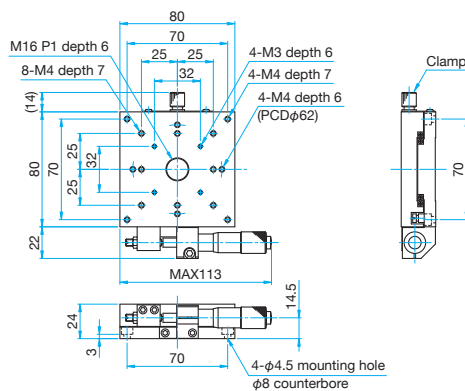 80
70
M16 P1 depth 6
25
25
4-M3 depth 6
8-M4 depth 7
32
4-M4 depth 7
4-M4 depth 6
(PCDφ62)
Clamp
(14)
80
70
25
32
25
70
22
MAX113
14.5
24
3
70
4-φ4.5 mounting hole
φ8 counterbore